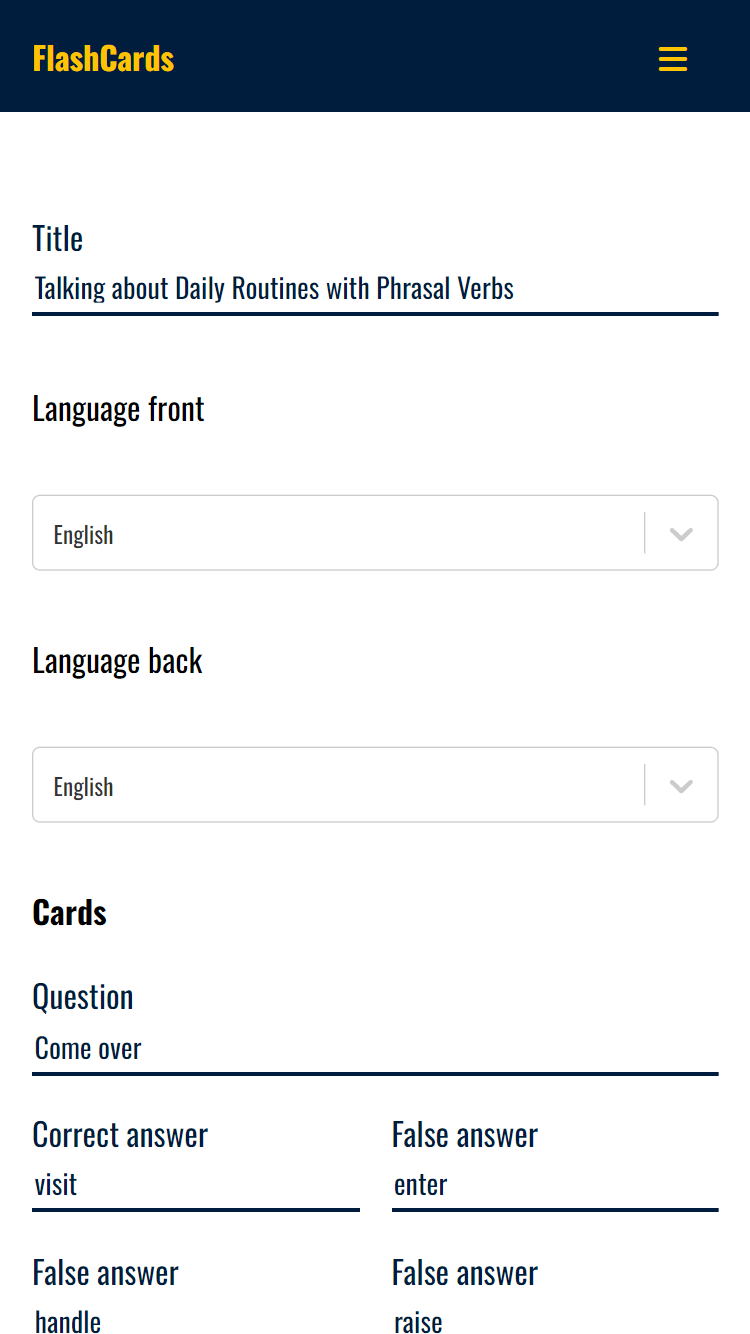 FlashCards
Title
Talking about Daily Routines with Phrasal Verbs
Language front
English
Language back
English
Cards
Question
Come over
Correct answer
False answer
visit
enter
False answer
False answer
handle
raise